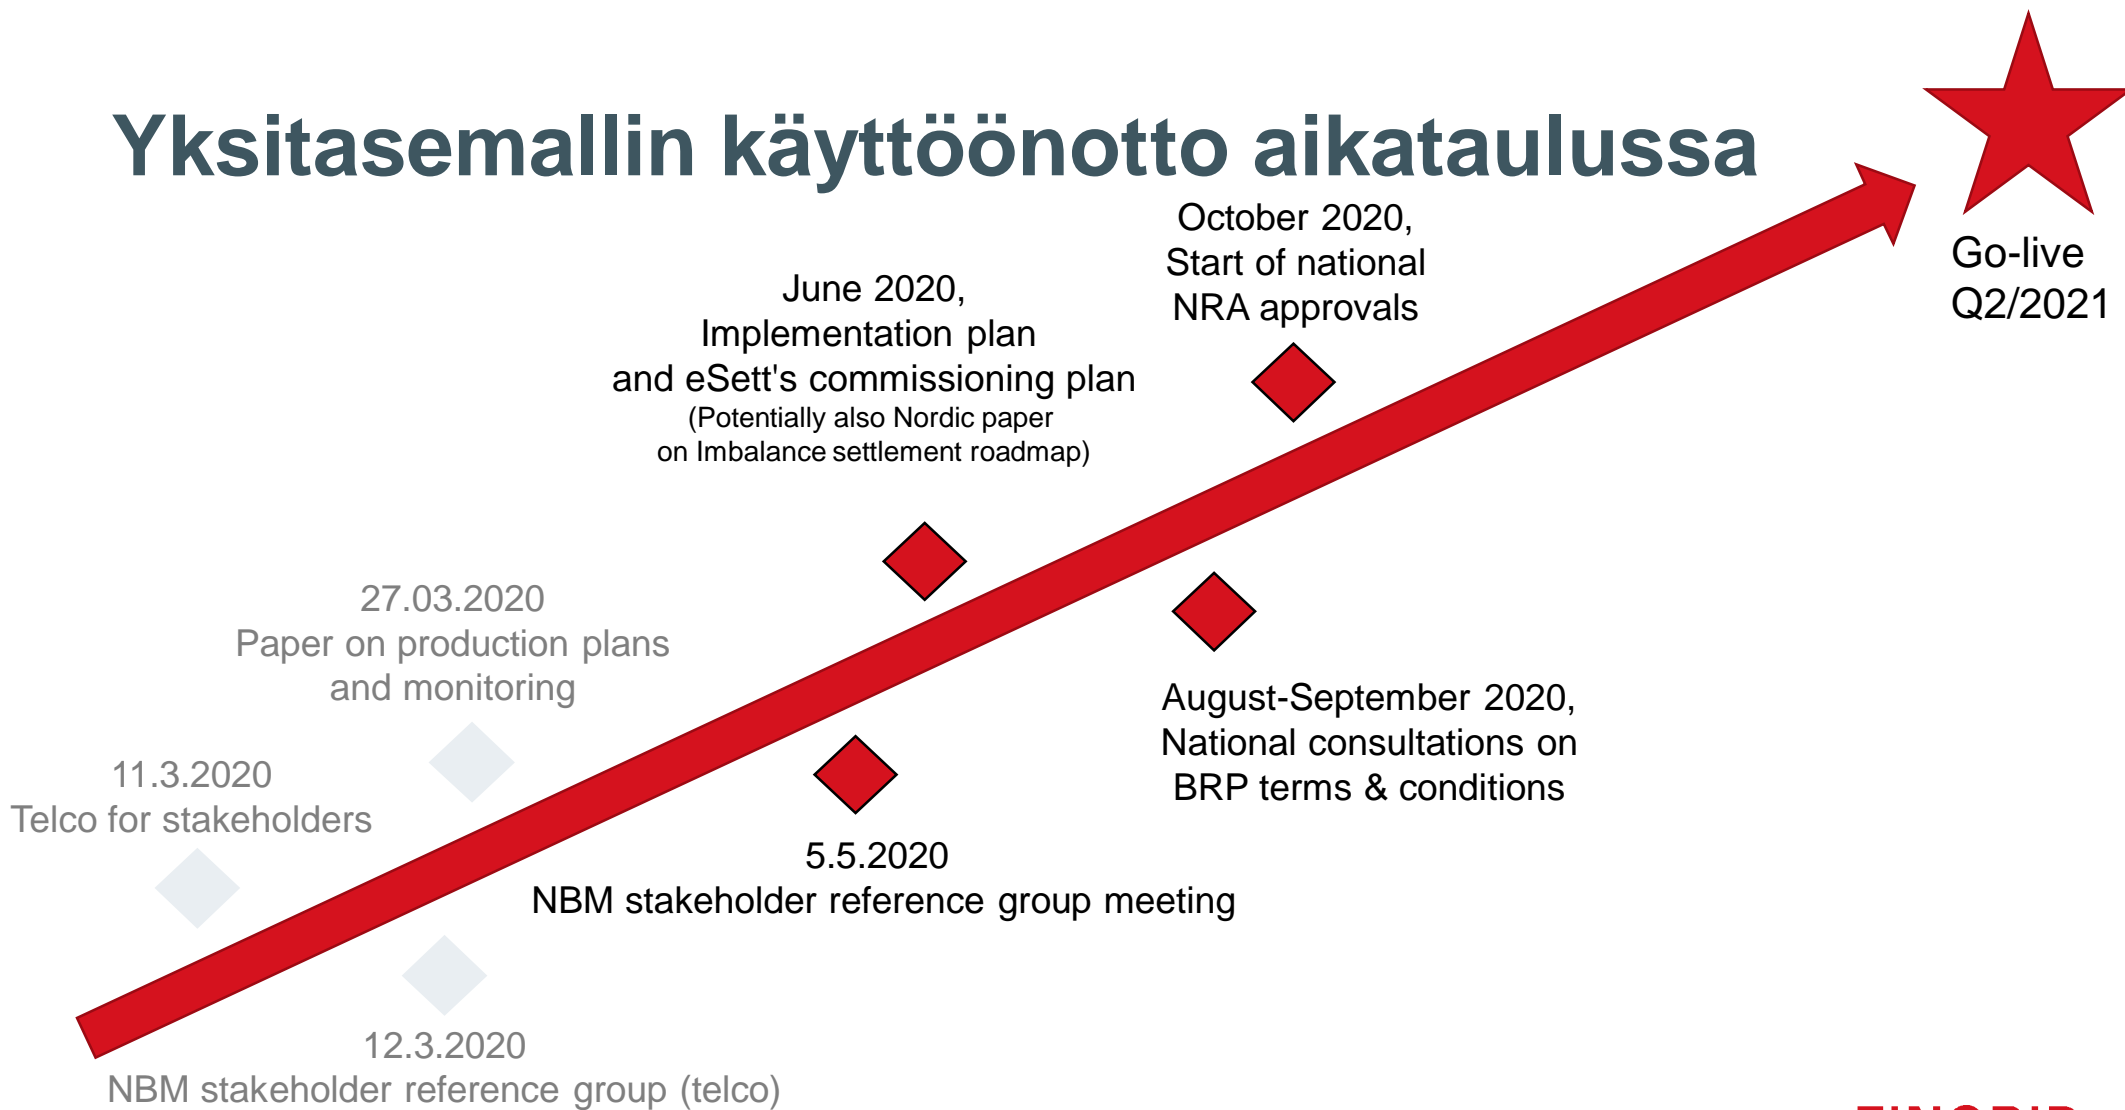 Yksitasemallin käyttöönotto aikataulussa
October 2020,
Start of national
NRA approvals
Go-live
Q2/2021
June 2020,
Implementation plan
and eSett's commissioning plan
(Potentially also Nordic paper
on Imbalance settlement roadmap)
27.03.2020
Paper on production plans
and monitoring
August-September 2020,
National consultations on
BRP terms & conditions
11.3.2020
Telco for stakeholders
5.5.2020
NBM stakeholder reference group meeting
12.3.2020
NBM stakeholder reference group (telco)
FINGRID